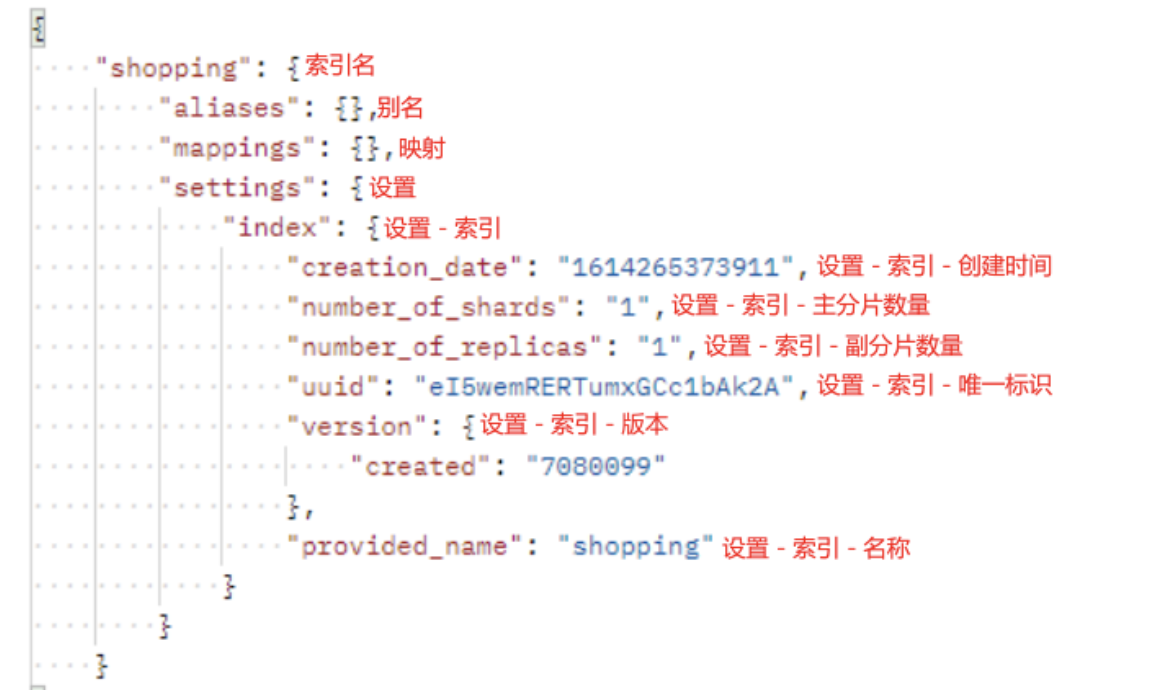 {
"shopping": {索引名
"aliases": {},别名
"mappings": {},映射
"settings": {设置
"index": {设置 - 索引
"creation_date": "1614265373911",设置 - 索引 - 创建时间
"number_of_shards": "1",设置 - 索引 - 主分片数量
"number_of_replicas": "1",设置 - 索引 - 副分片数量
"uuid": "eI5wemRERTumxGCc1bAk2A",设置 - 索引 - 唯一标识
"version": {设置 - 索引 - 版本
"created": "7080099"
},
"provided_name": "shopping" 设置 - 索引 - 名称
}
}
}